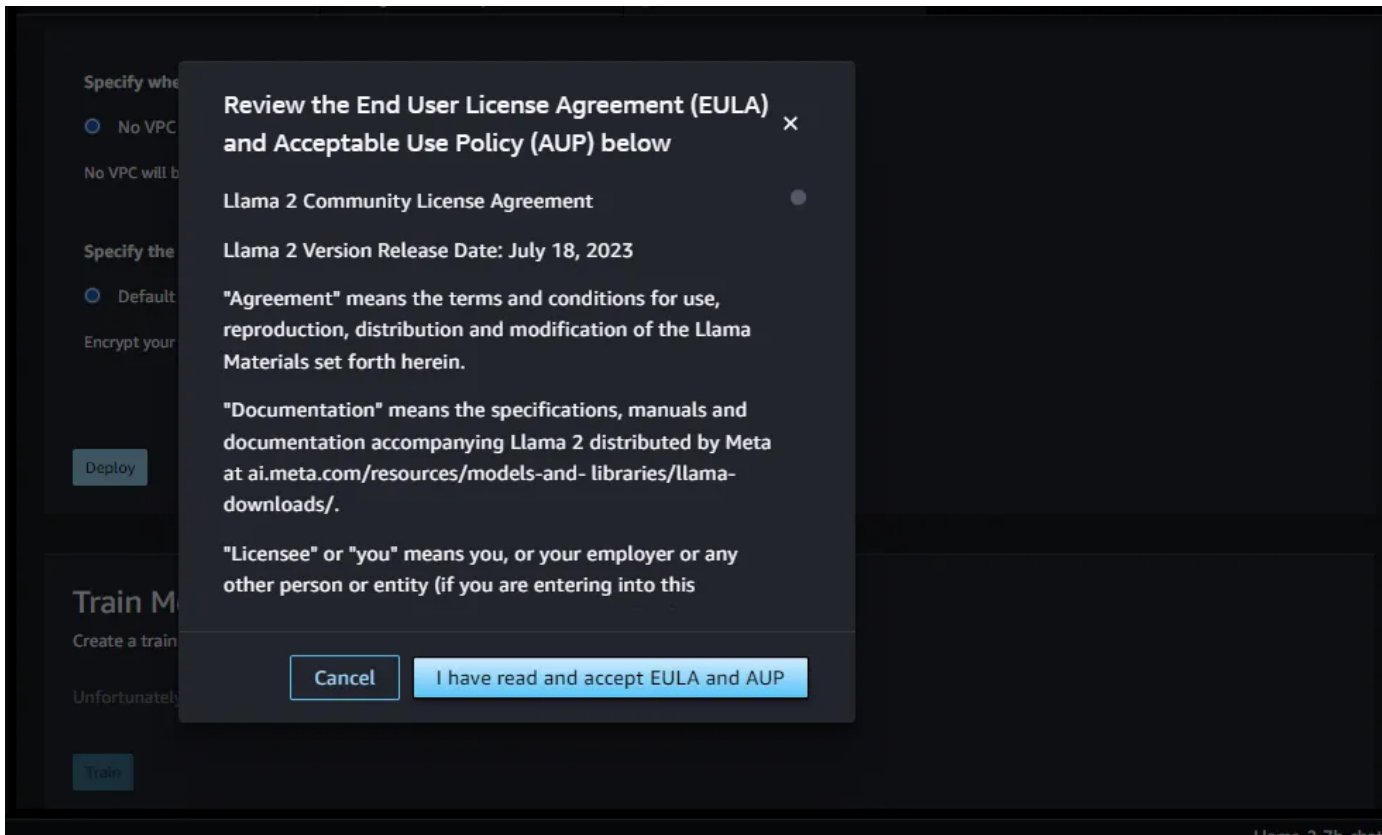 Specify whe
No VPC
No VPC will b
Specify the
Default
Encrypt your
Deploy
Review the End User License Agreement (EULA)
and Acceptable Use Policy (AUP) below
Llama 2 Community License Agreement
Llama 2 Version Release Date: July 18, 2023
"Agreement" means the terms and conditions for use,
reproduction, distribution and modification of the Llama
Materials set forth herein.
"Documentation" means the specifications, manuals and
documentation accompanying Llama 2 distributed by Meta
at ai.meta.com/resources/models-and- libraries/llama-
downloads/.
"Licensee" or "you" means you, or your employer or any
other person or entity (if you are entering into this
Cancel
I have read and accept EULA and AUP
Train M
Create a train
Unfortunately
Train